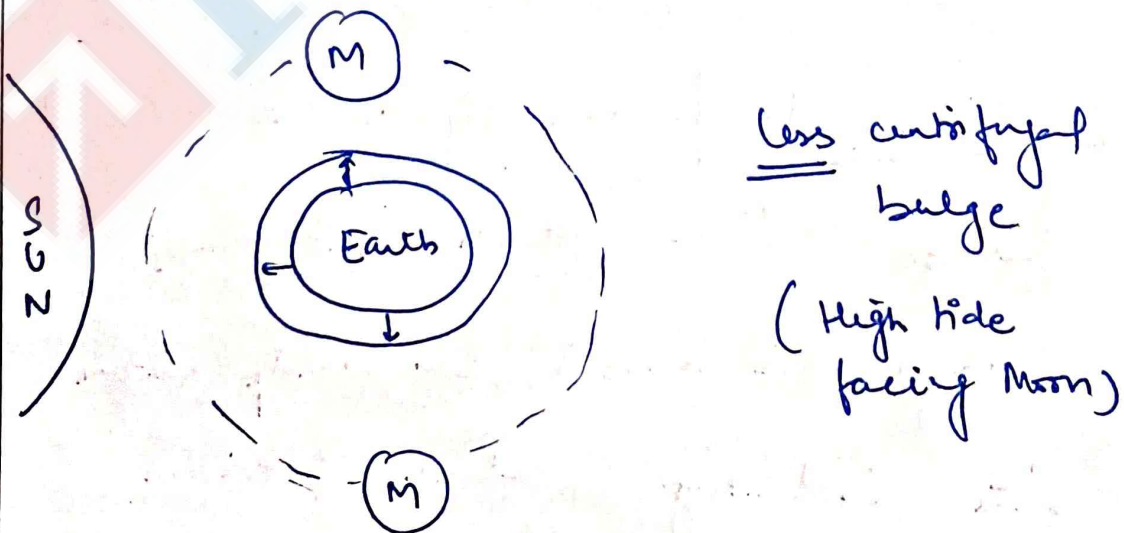 M
SUN
Earth
M
less centrifugal
bulge
(High tide
facing Moon)